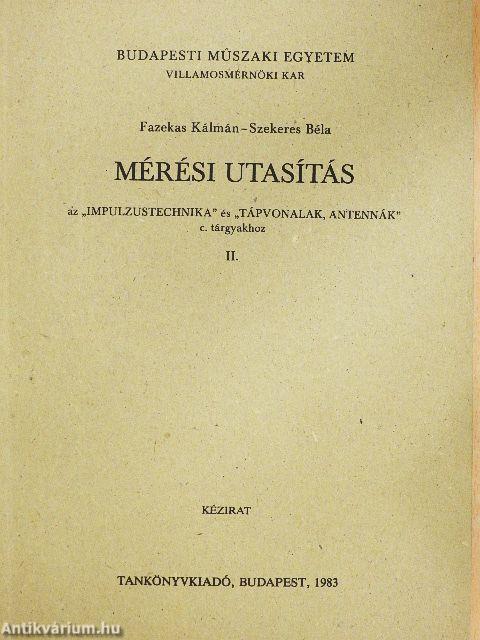 BUDAPESTI MŰSZAKI EGYETEM
VILLAMOSMÉRNÖKI KAR
Fazekas Kálmán–Szekeres Béla
MÉRÉSI UTASÍTÁS
az „IMPULZUSTECHNIKA” és „TÁPVONALAK, ANTENNÁK”
c. tárgyakhoz
II.
KÉZIRAT
TANKÖNYVKIADÓ, BUDAPEST, 1983
Antikvárium.hu